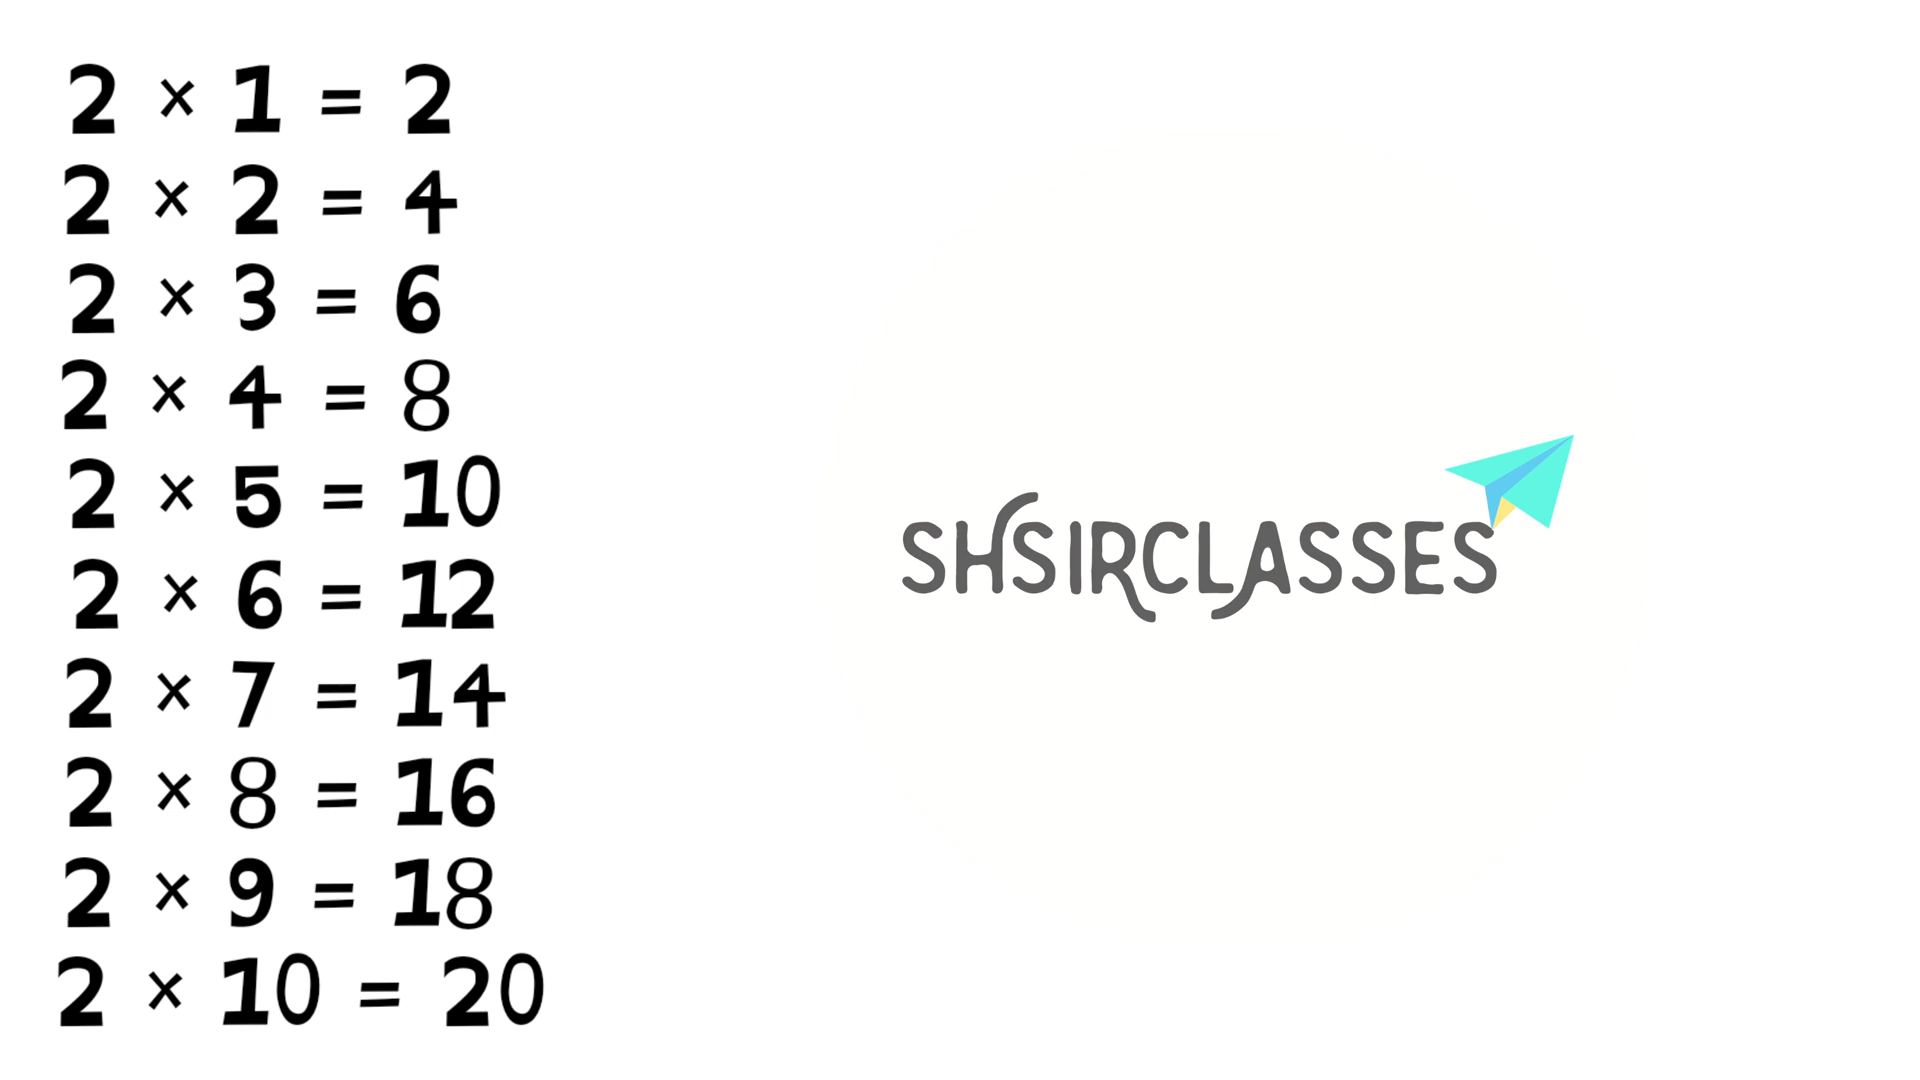 2 × 1 = 2
2 × 2 = 4
2 × 3 = 6
2 × 4 = 8
2 × 5 = 10
2 × 6 = 12
2 × 7 = 14
2 × 8 = 16
2 × 9 = 18
2 × 10 = 20
SHSIRCLASSES